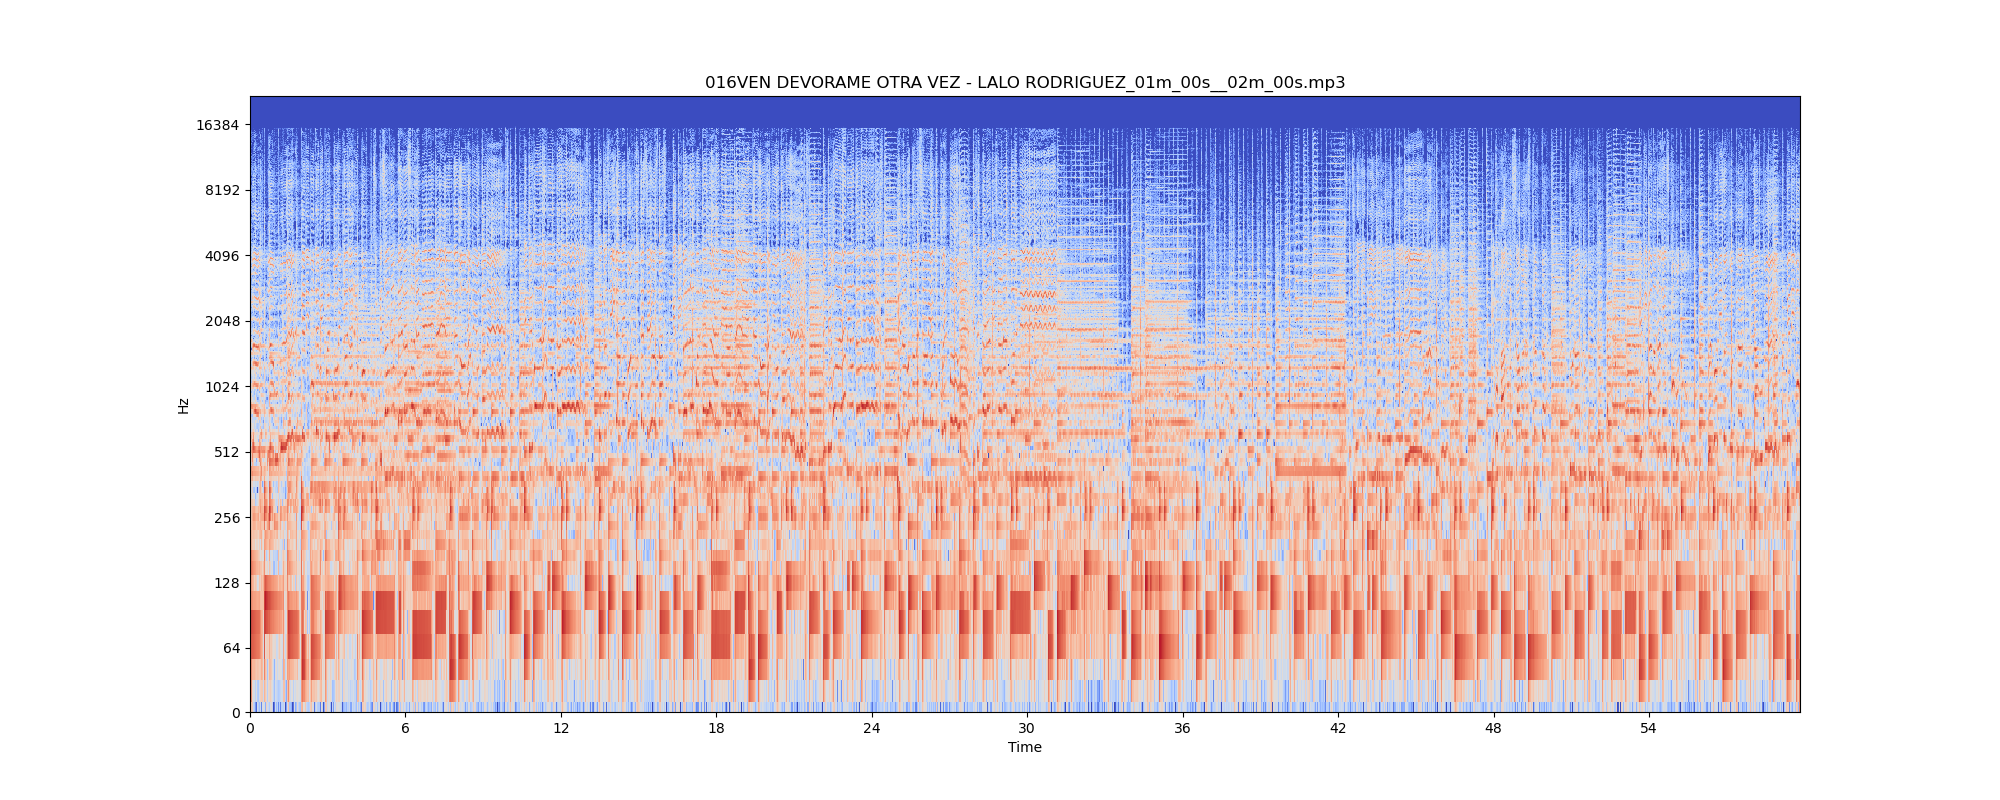 016VEN DEVORAME OTRA VEZ - LALO RODRIGUEZ_01m_00s__02m_00s.mp3
16384
8192
4096
2048
1024
512
256
128
64
0
Hz
0 6 12 18 24 30 36 42 48 54
Time